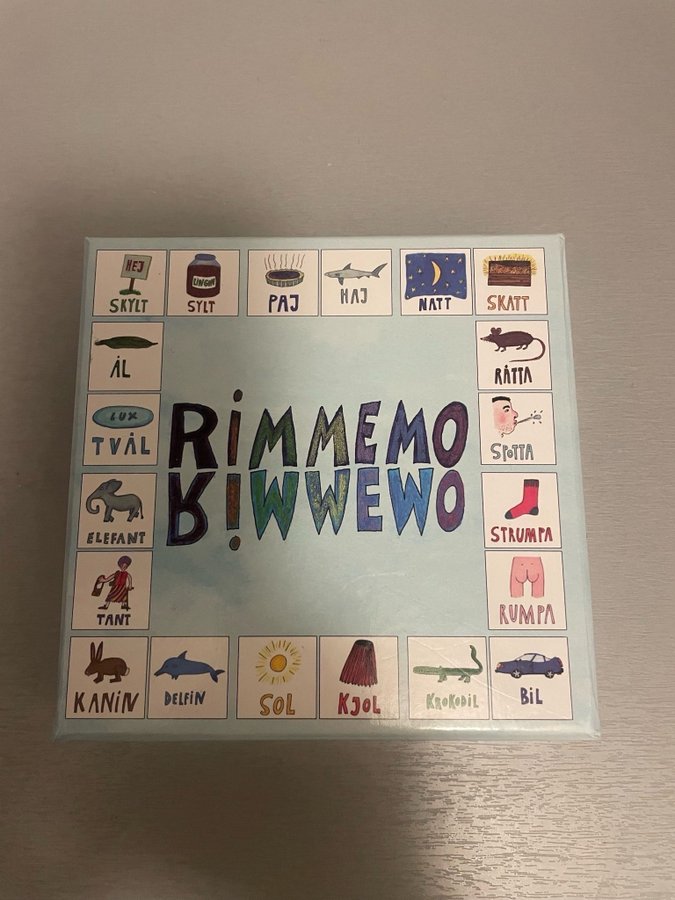 HEJ
SKYLT
LINGON
SYLT
PAJ
HAJ
NATT
SKATT
ÅL
RÅTTA
LUX
TVÅL
SPOTTA
RIMMEMO
RIMMEMO
ELEFANT
STRUMPA
TANT
RUMPA
KANIN
DELFIN
SOL
KJOL
KROKODIL
BIL